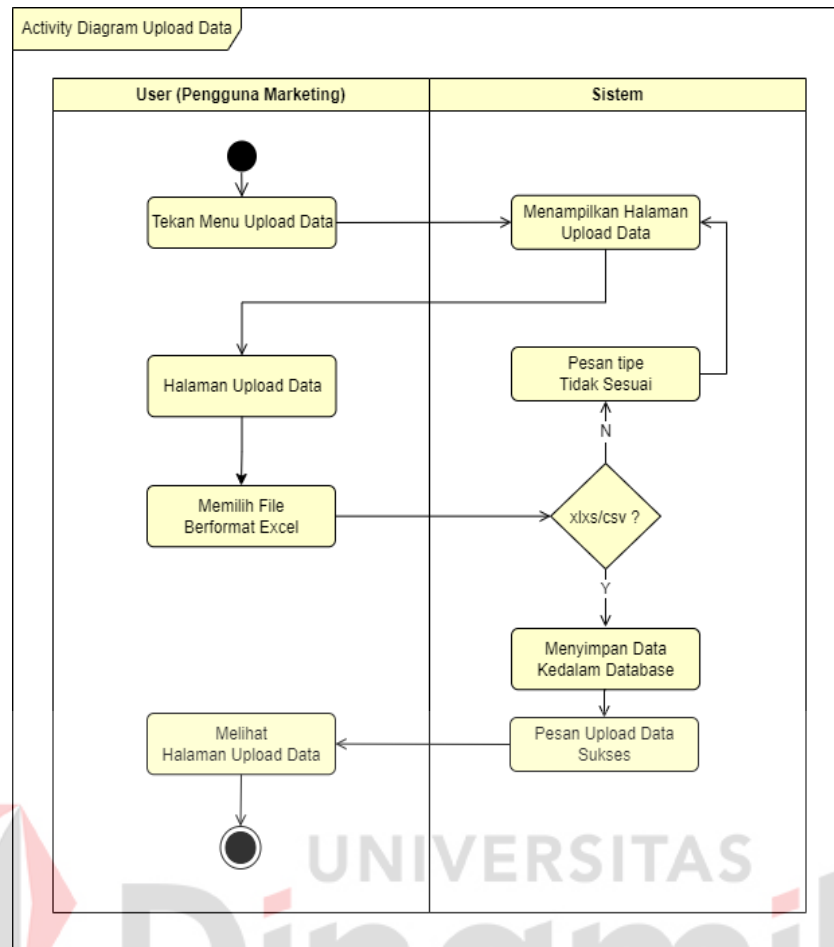 Activity Diagram Upload Data
User (Pengguna Marketing)
Sistem
Tekan Menu Upload Data
Menampilkan Halaman
Upload Data
Halaman Upload Data
Pesan tipe
Tidak Sesuai
N
Memilih File
Berformat Excel
xlxs/csv ?
Y
Menyimpan Data
Kedalam Database
Melihat
Halaman Upload Data
Pesan Upload Data
Sukses
UNIVERSITAS